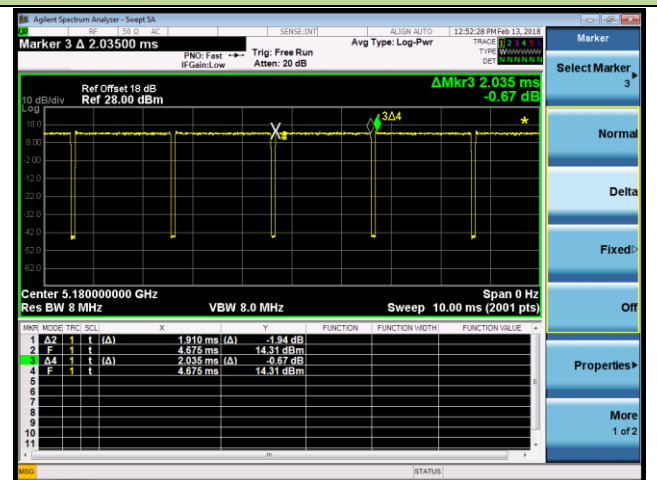 Agilent Spectrum Analyzer - Swept SA
RF 50 Ω AC SENSE:INT ALIGN AUTO 12:52:28 PM Feb 13, 2018
Marker 3 Δ 2.03500 ms
PNO: Fast Trig: Free Run
IFGain:Low Atten: 20 dB
Avg Type: Log-Pwr
TRACE 1 2 3 4 5 6
TYPE WWWWWW
DET N N N N N N
Ref Offset 18 dB
10 dB/div Ref 28.00 dBm
ΔMkr3 2.035 ms
-0.67 dB
Log
18.0
8.00
-2.00
-12.0
-22.0
-32.0
-42.0
-52.0
-62.0
3Δ4
Center 5.180000000 GHz Span 0 Hz
Res BW 8 MHz VBW 8.0 MHz Sweep 10.00 ms (2001 pts)
MKR MODE TRC SCL X Y FUNCTION FUNCTION WIDTH FUNCTION VALUE
1 Δ2 1 t (Δ) 1.910 ms (Δ) -1.94 dB
2 F 1 t 4.675 ms 14.31 dBm
3 Δ4 1 t (Δ) 2.035 ms (Δ) -0.67 dB
4 F 1 t 4.675 ms 14.31 dBm
5
6
7
8
9
10
11
MSG STATUS
Marker
Select Marker
3
Normal
Delta
Fixed
Off
Properties
More
1 of 2